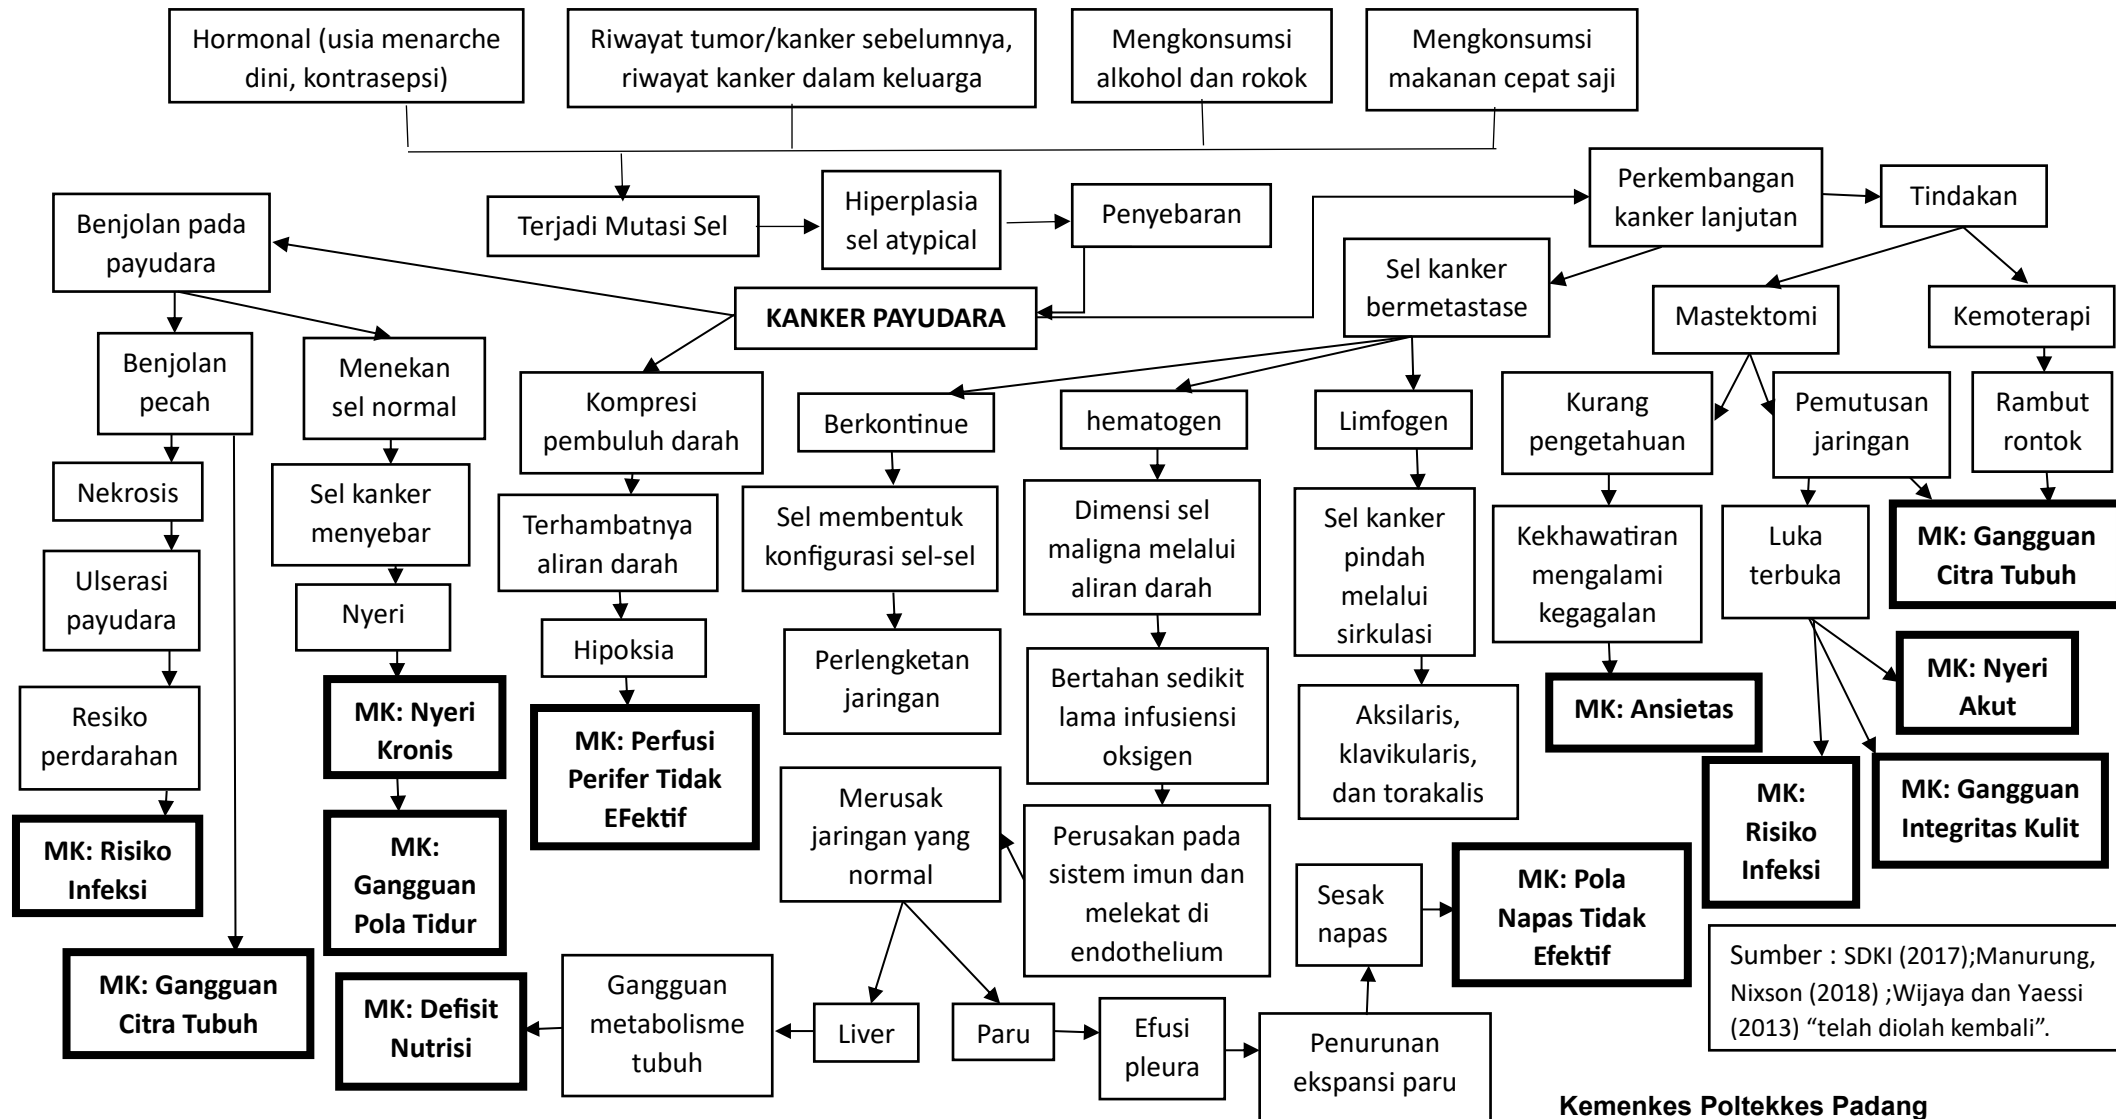 Hormonal (usia menarche
dini, kontrasepsi)
Riwayat tumor/kanker sebelumnya,
riwayat kanker dalam keluarga
Mengkonsumsi
alkohol dan rokok
Mengkonsumsi
makanan cepat saji
Benjolan pada
payudara
Terjadi Mutasi Sel
Hiperplasia
sel atypical
Penyebaran
Perkembangan
kanker lanjutan
Tindakan
KANKER PAYUDARA
Sel kanker
bermetastase
Mastektomi
Kemoterapi
Benjolan
pecah
Menekan
sel normal
Kompresi
pembuluh darah
Berkontinue
hematogen
Limfogen
Kurang
pengetahuan
Pemutusan
jaringan
Rambut
rontok
Nekrosis
Sel kanker
menyebar
Terhambatnya
aliran darah
Sel membentuk
konfigurasi sel-sel
Dimensi sel
maligna melalui
aliran darah
Sel kanker
pindah
melalui
sirkulasi
Kekhawatiran
mengalami
kegagalan
Luka
terbuka
MK: Gangguan
Citra Tubuh
Ulserasi
payudara
Nyeri
Hipoksia
Perlengketan
jaringan
Bertahan sedikit
lama infusiensi
oksigen
Aksilaris,
klavikularis,
dan torakalis
MK: Ansietas
MK: Nyeri
Akut
Resiko
perdarahan
MK: Nyeri
Kronis
MK: Perfusi
Perifer Tidak
EFektif
Merusak
jaringan yang
normal
Perusakan pada
sistem imun dan
melekat di
endothelium
MK:
Risiko
Infeksi
MK: Gangguan
Integritas Kulit
MK: Risiko
Infeksi
MK:
Gangguan
Pola Tidur
Sesak
napas
MK: Pola
Napas Tidak
Efektif
MK: Gangguan
Citra Tubuh
MK: Defisit
Nutrisi
Gangguan
metabolisme
tubuh
Liver
Paru
Efusi
pleura
Penurunan
ekspansi paru
Sumber : SDKI (2017);Manurung,
Nixson (2018) ;Wijaya dan Yaessi
(2013) “telah diolah kembali”.
Kemenkes Poltekkes Padang